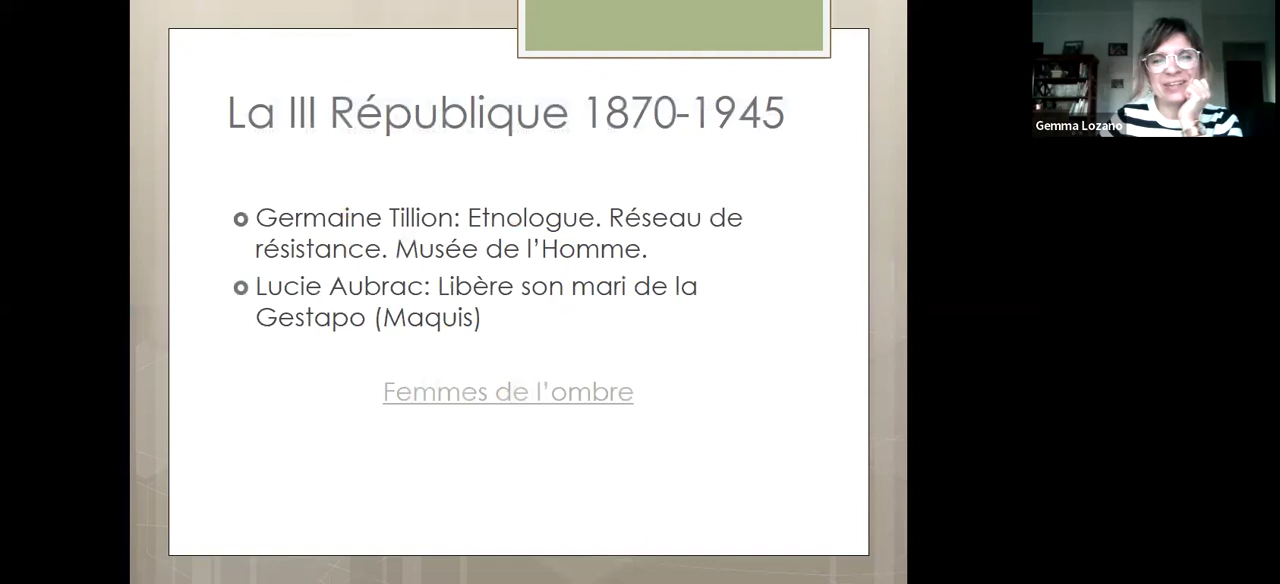 La III République 1870-1945
Germaine Tillion: Etnologue. Réseau de
résistance. Musée de l'Homme.
Lucie Aubrac: Libère son mari de la
Gestapo (Maquis)
Femmes de l'ombre
Gemma Lozano